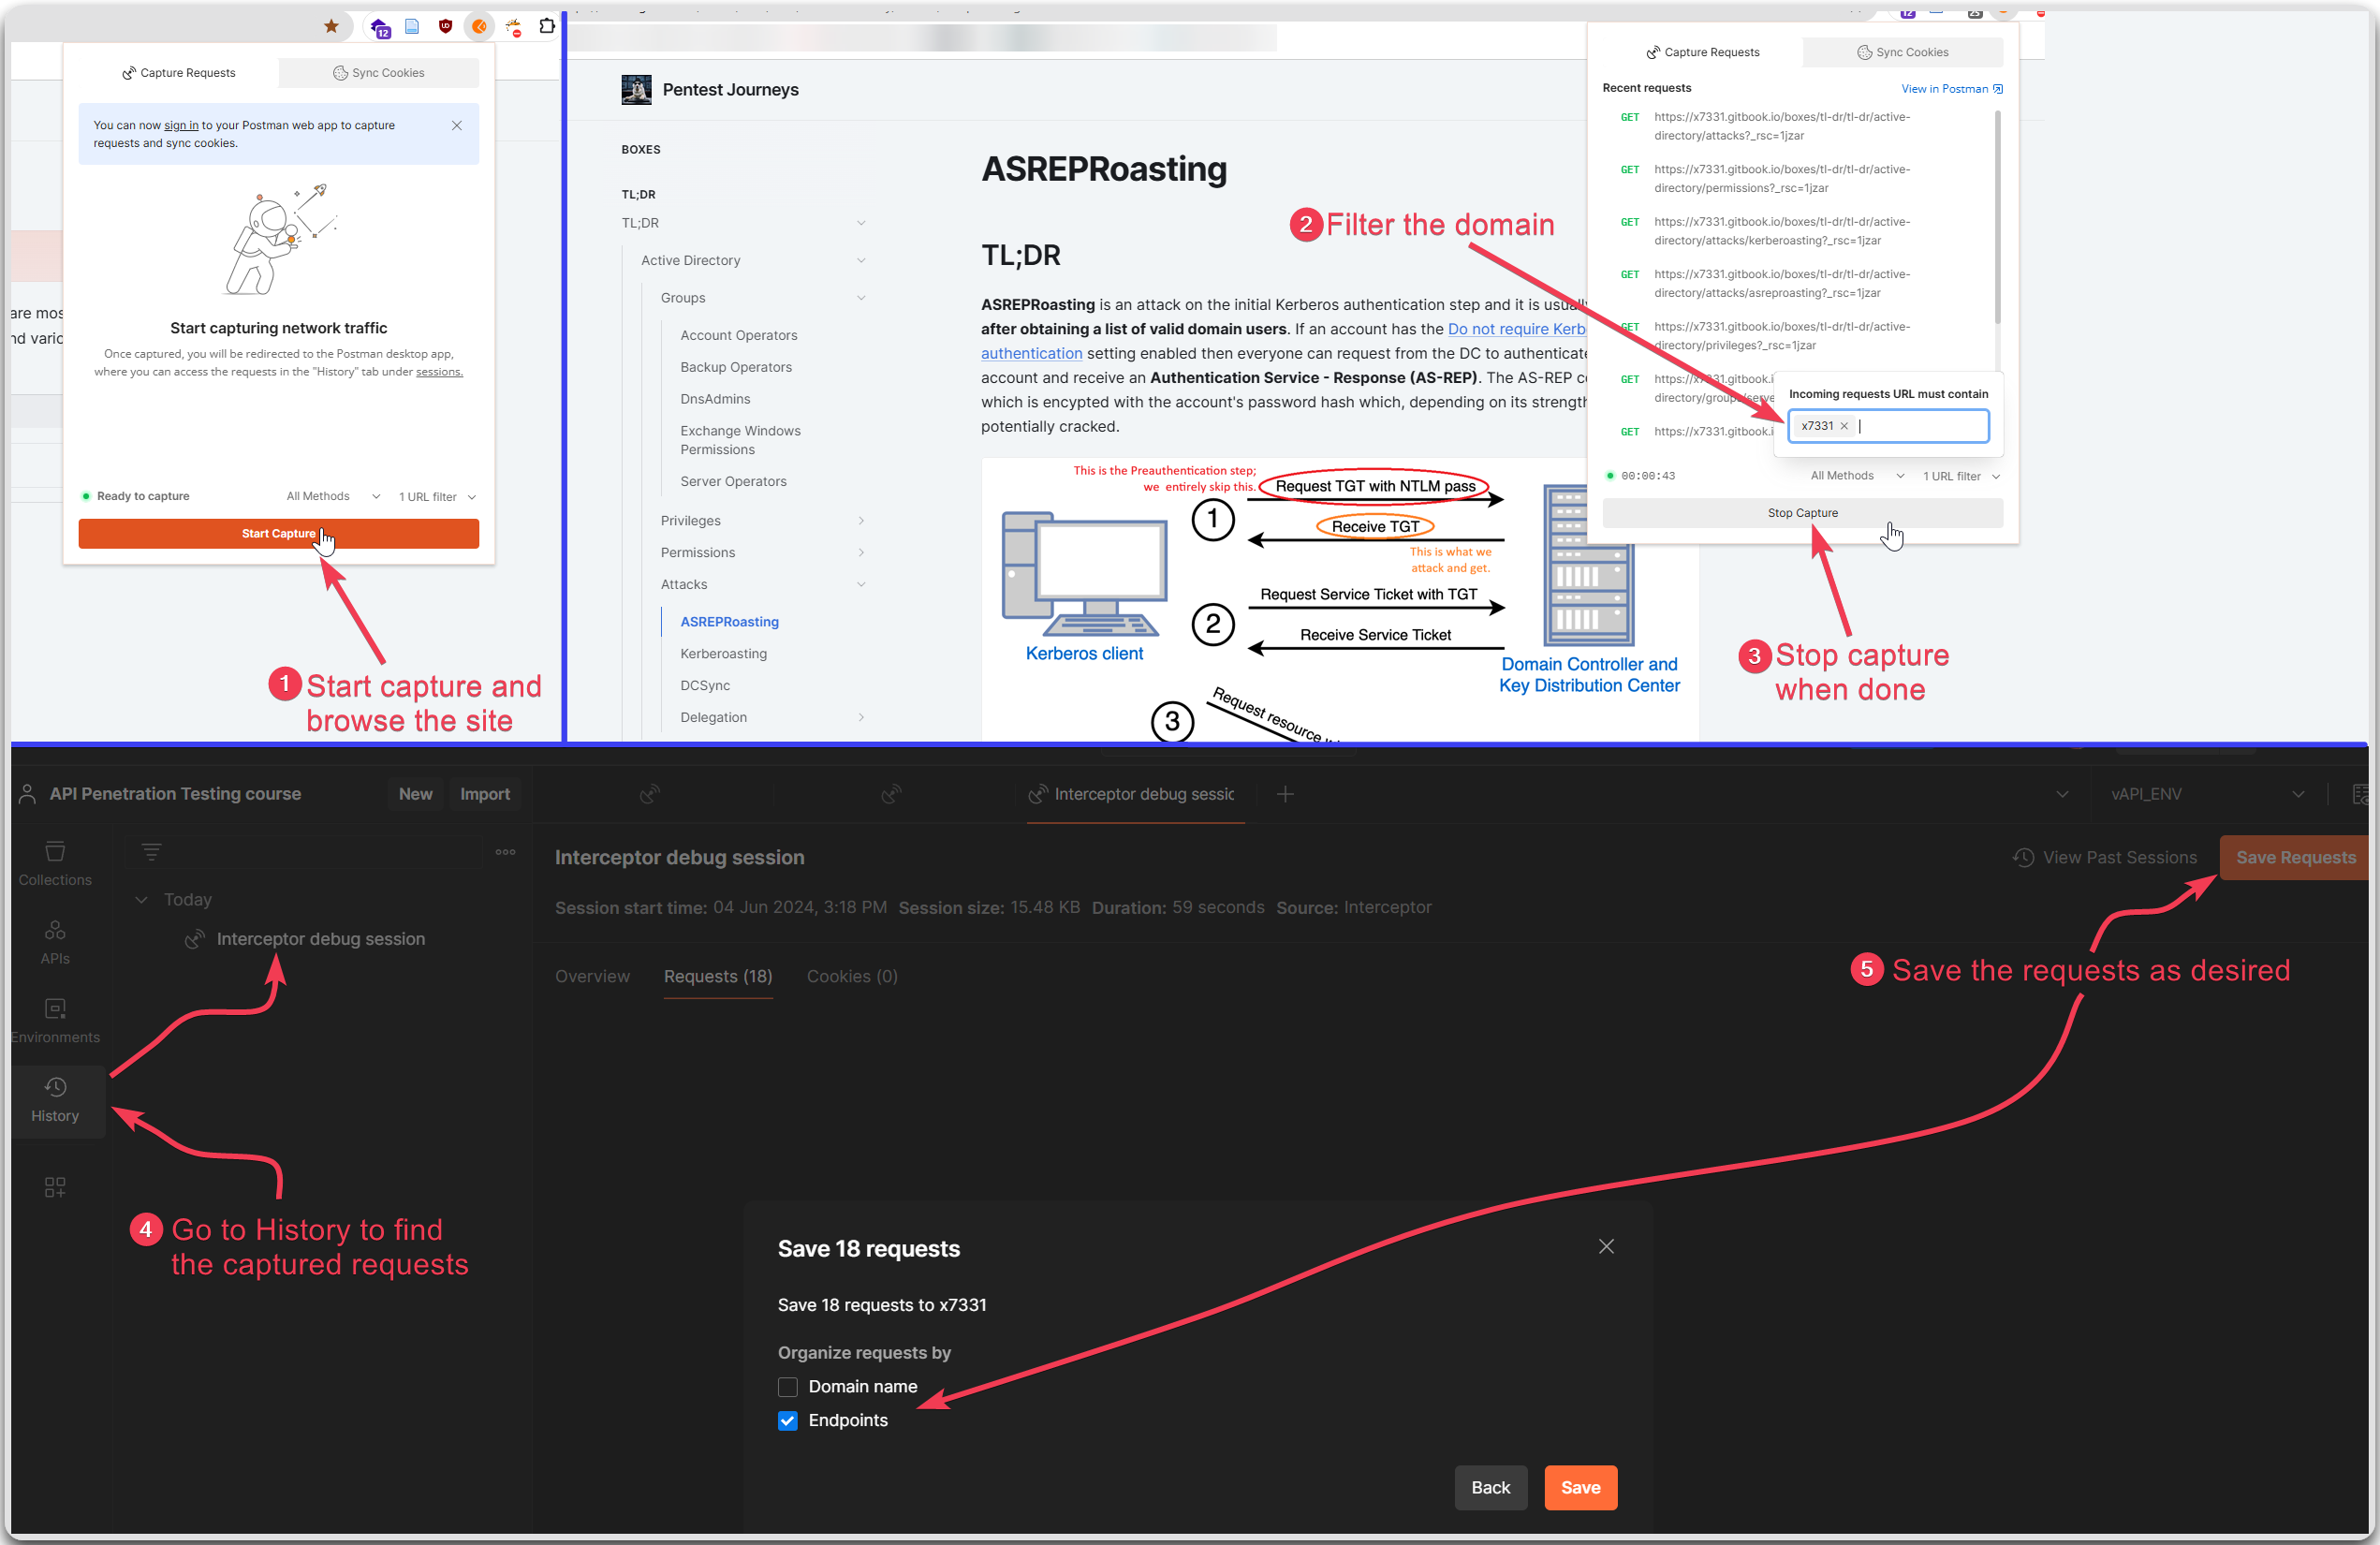 12
Capture Requests
Sync Cookies
You can now sign in to your Postman web app to capture
requests and sync cookies.
are mos
nd vario
Start capturing network traffic
Once captured, you will be redirected to the Postman desktop app,
where you can access the requests in the "History" tab under sessions.
Ready to capture
All Methods
1 URL filter
Start Capture
1 Start capture and
browse the site
Pentest Journeys
BOXES
TL;DR
TL;DR
Active Directory
Groups
Account Operators
Backup Operators
DnsAdmins
Exchange Windows
Permissions
Server Operators
Privileges
Permissions
Attacks
ASREPRoasting
Kerberoasting
DCSync
Delegation
ASREPRoasting
TL;DR
ASREPRoasting is an attack on the initial Kerberos authentication step and it is usual
after obtaining a list of valid domain users. If an account has the Do not require Kerb
authentication setting enabled then everyone can request from the DC to authenticate
account and receive an Authentication Service - Response (AS-REP). The AS-REP co
which is encypted with the account's password hash which, depending on its strength
potentially cracked.
This is the Preauthentication step;
we entirely skip this.
Request TGT with NTLM pass
1
Receive TGT
This is what we
attack and get.
Request Service Ticket with TGT
2
Receive Service Ticket
Kerberos client
Domain Controller and
Key Distribution Center
3
Request resource
2 Filter the domain
12
25
Capture Requests
Sync Cookies
Recent requests
View in Postman
GET https://x7331.gitbook.io/boxes/tl-dr/tl-dr/active-
directory/attacks?_rsc=1jzar
GET https://x7331.gitbook.io/boxes/tl-dr/tl-dr/active-
directory/permissions?_rsc=1jzar
GET https://x7331.gitbook.io/boxes/tl-dr/tl-dr/active-
directory/attacks/kerberoasting?_rsc=1jzar
GET https://x7331.gitbook.io/boxes/tl-dr/tl-dr/active-
directory/attacks/asreproasting?_rsc=1jzar
GET https://x7331.gitbook.io/boxes/tl-dr/tl-dr/active-
directory/privileges?_rsc=1jzar
GET https://x7331.gitbook.i
directory/groups/serve
GET https://x7331.gitbook.i
Incoming requests URL must contain
x7331
00:00:43
All Methods
1 URL filter
Stop Capture
3 Stop capture
when done
API Penetration Testing course
New
Import
Interceptor debug sessic
vAPI_ENV
Collections
APIs
Environments
History
Today
Interceptor debug session
Interceptor debug session
View Past Sessions
Save Requests
Session start time: 04 Jun 2024, 3:18 PM Session size: 15.48 KB Duration: 59 seconds Source: Interceptor
Overview
Requests (18)
Cookies (0)
5 Save the requests as desired
4 Go to History to find
the captured requests
Save 18 requests
Save 18 requests to x7331
Organize requests by
Domain name
Endpoints
Back
Save